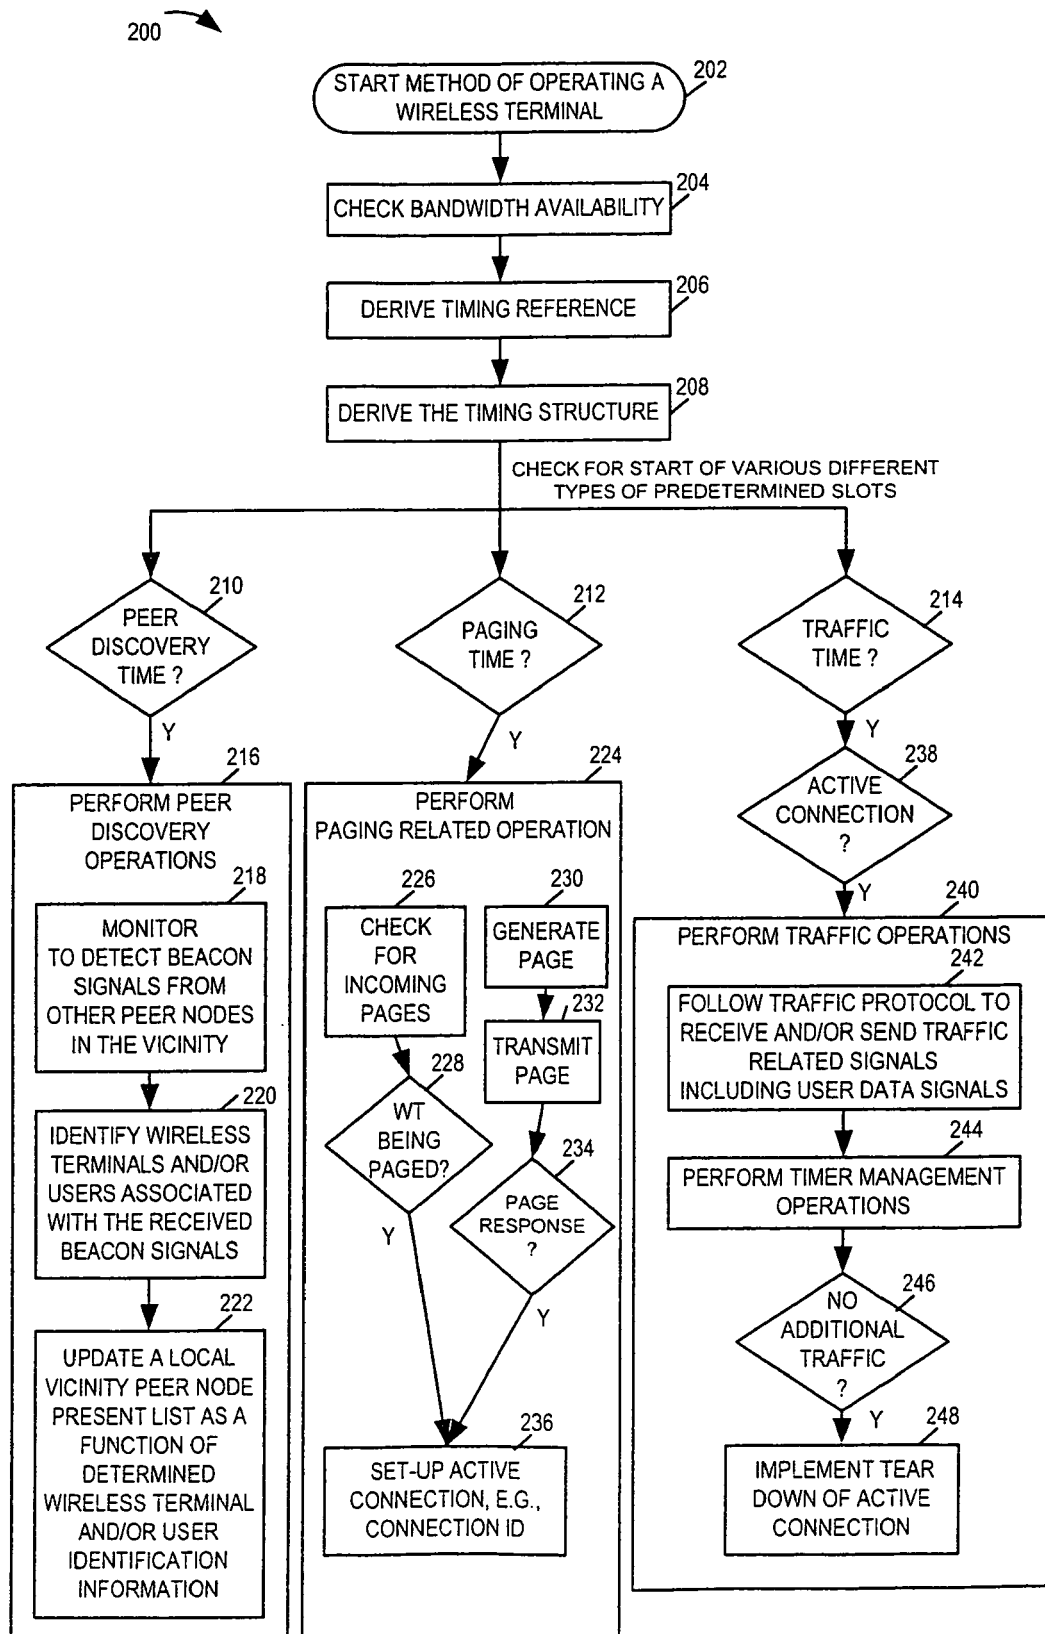 200
START METHOD OF OPERATING A
WIRELESS TERMINAL
202
CHECK BANDWIDTH AVAILABILITY
204
DERIVE TIMING REFERENCE
206
DERIVE THE TIMING STRUCTURE
208
CHECK FOR START OF VARIOUS DIFFERENT
TYPES OF PREDETERMINED SLOTS
210
PEER
DISCOVERY
TIME ?
Y
212
PAGING
TIME ?
Y
214
TRAFFIC
TIME ?
Y
216
PERFORM PEER
DISCOVERY
OPERATIONS
218
MONITOR
TO DETECT BEACON
SIGNALS FROM
OTHER PEER NODES
IN THE VICINITY
220
IDENTIFY WIRELESS
TERMINALS AND/OR
USERS ASSOCIATED
WITH THE RECEIVED
BEACON SIGNALS
222
UPDATE A LOCAL
VICINITY PEER NODE
PRESENT LIST AS A
FUNCTION OF
DETERMINED
WIRELESS TERMINAL
AND/OR USER
IDENTIFICATION
INFORMATION
224
PERFORM
PAGING RELATED OPERATION
226
CHECK
FOR
INCOMING
PAGES
228
WT
BEING
PAGED?
Y
230
GENERATE
PAGE
232
TRANSMIT
PAGE
234
PAGE
RESPONSE
?
Y
236
SET-UP ACTIVE
CONNECTION, E.G.,
CONNECTION ID
238
ACTIVE
CONNECTION
?
Y
240
PERFORM TRAFFIC OPERATIONS
242
FOLLOW TRAFFIC PROTOCOL TO
RECEIVE AND/OR SEND TRAFFIC
RELATED SIGNALS
INCLUDING USER DATA SIGNALS
244
PERFORM TIMER MANAGEMENT
OPERATIONS
246
NO
ADDITIONAL
TRAFFIC
?
Y
248
IMPLEMENT TEAR
DOWN OF ACTIVE
CONNECTION